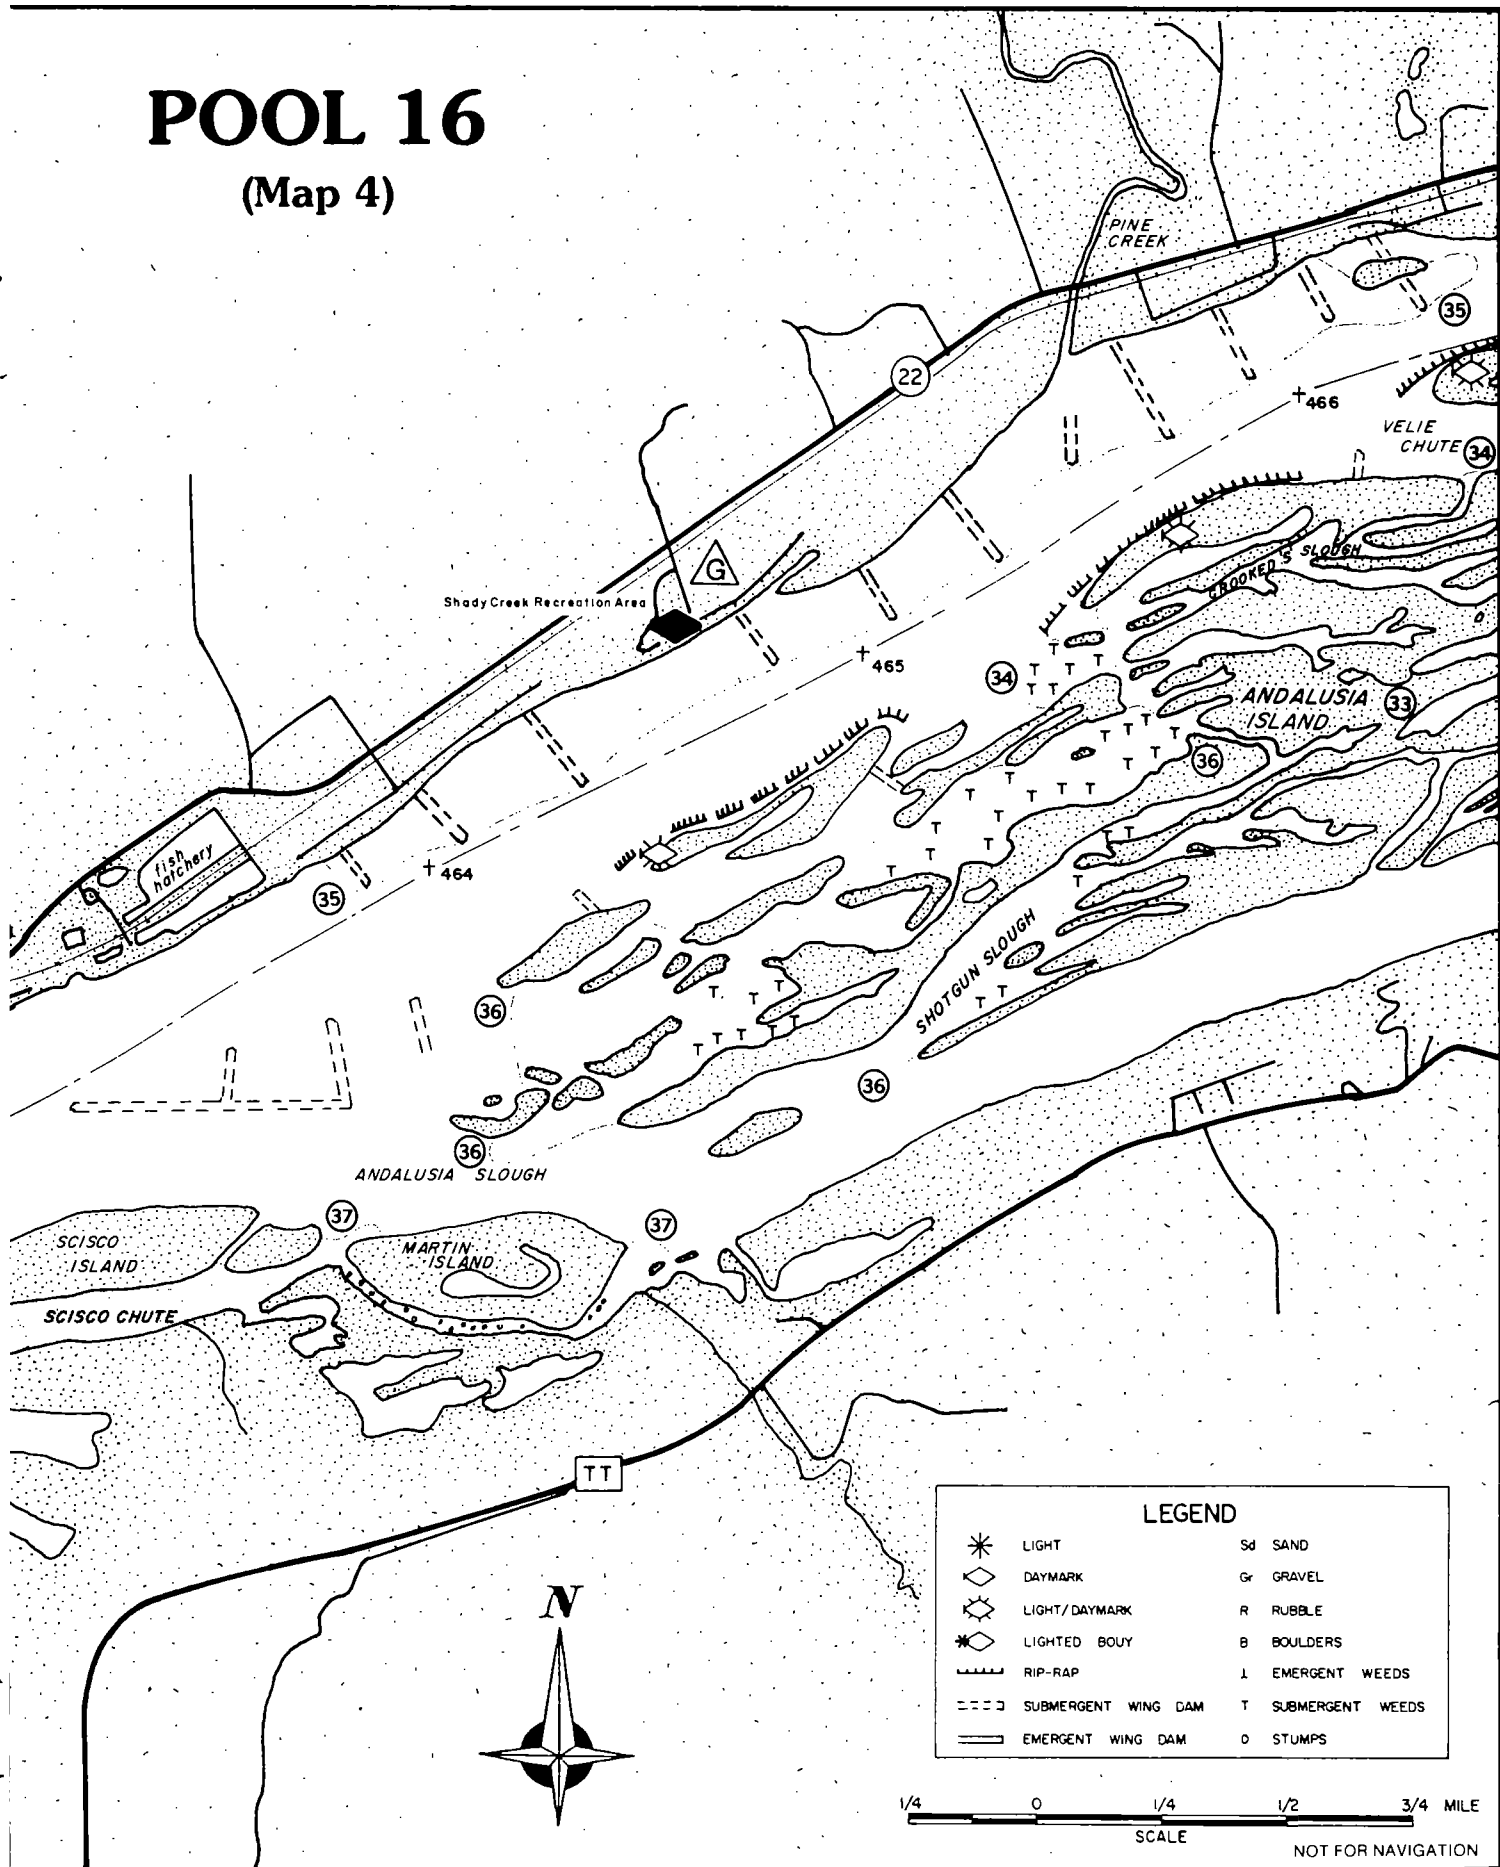 POOL 16
(Map 4)
PINE
CREEK
35
22
466
VELIE
CHUTE
34
G
CROOKED S SLOUGH
Shady Creek Recreation Area
465
34
ANDALUSIA
ISLAND
33
36
fish
hatchery
464
35
SHOTGUN SLOUGH
36
36
36
ANDALUSIA SLOUGH
37
37
SCISCO
ISLAND
MARTIN
ISLAND
SCISCO CHUTE
TT
LEGEND
LIGHT
Sd SAND
DAYMARK
Gr GRAVEL
LIGHT/DAYMARK
R RUBBLE
LIGHTED BOUY
B BOULDERS
RIP-RAP
⊥ EMERGENT WEEDS
SUBMERGENT WING DAM
T SUBMERGENT WEEDS
EMERGENT WING DAM
O STUMPS
N
1/4 0 1/4 1/2 3/4 MILE
SCALE
NOT FOR NAVIGATION